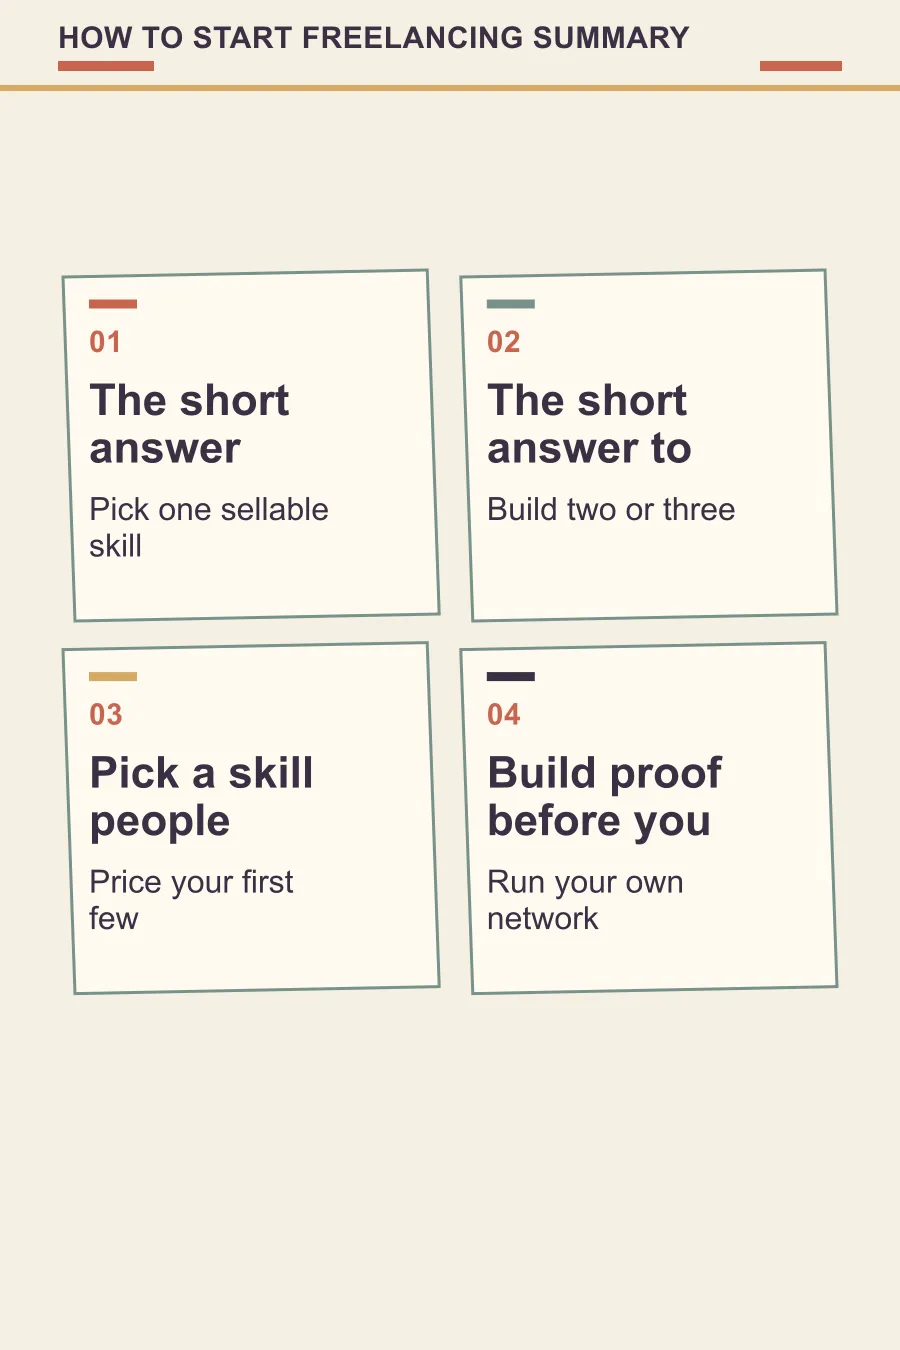 HOW TO START FREELANCING SUMMARY
01
The short
answer
Pick one sellable
skill
02
The short
answer to
Build two or three
03
Pick a skill
people
Price your first
few
04
Build proof
before you
Run your own
network